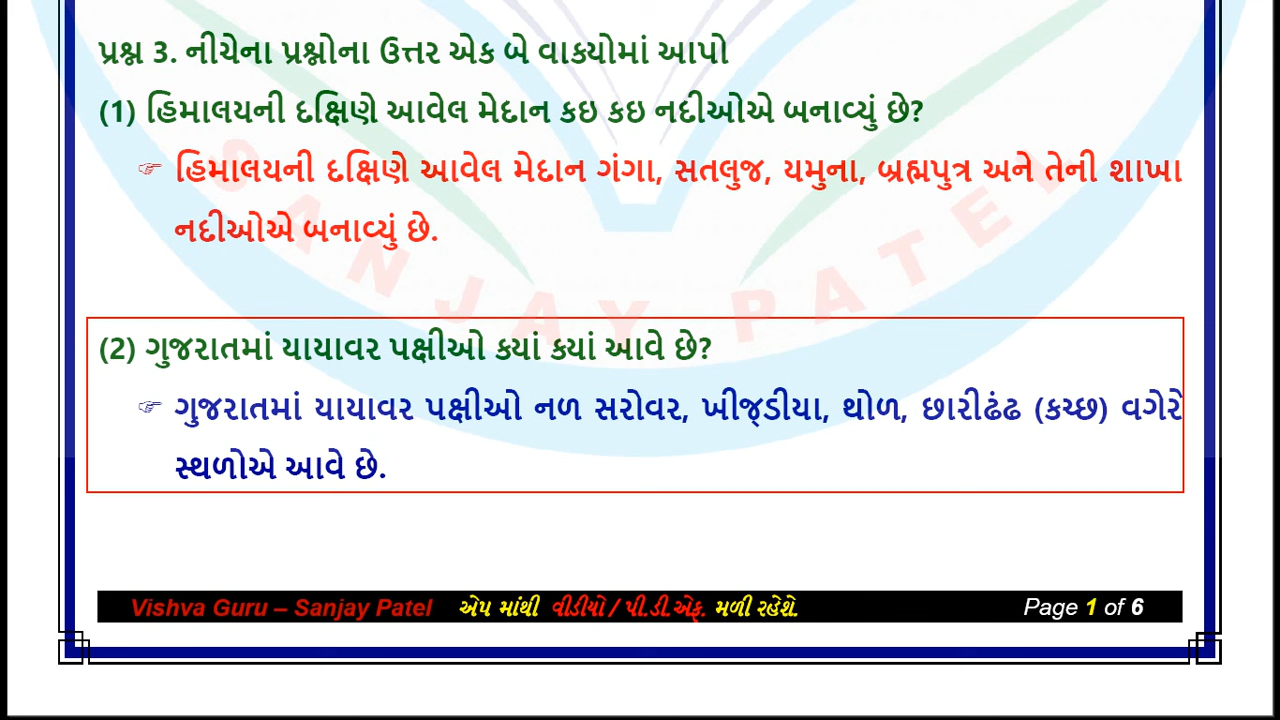 પ્રશ્ન 3. નીચેના પ્રશ્નોના ઉત્તર એક બે વાક્યોમાં આપો
(1) હિમાલયની દક્ષિણે આવેલ મેદાન કઇ કઇ નદીઓએ બનાવ્યું છે?
☞ હિમાલયની દક્ષિણે આવેલ મેદાન ગંગા, સતલુજ, યમુના, બ્રહ્મપુત્ર અને તેની શાખા
નદીઓએ બનાવ્યું છે.
SANJAY PATEL
(2) ગુજરાતમાં યાયાવર પક્ષીઓ કયાં કયાં આવે છે?
☞ ગુજરાતમાં યાયાવર પક્ષીઓ નળ સરોવર, ખીજ્ડીયા, થોળ, છારીઢંઢ (કચ્છ) વગેરે
સ્થળોએ આવે છે.
Vishva Guru – Sanjay Patel એપ માંથી વીડીયો / પી.ડી.એફ. મળી રહેશે. Page 1 of 6